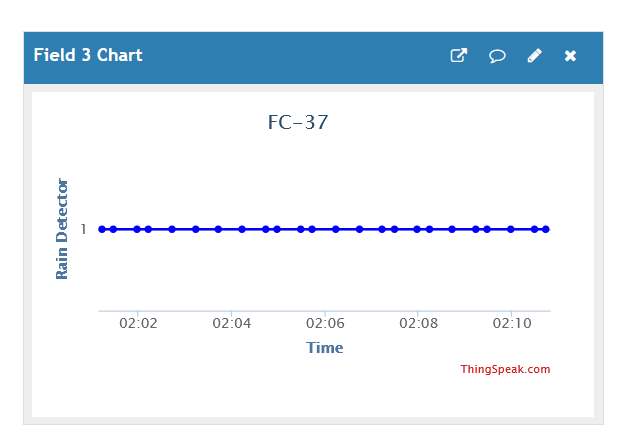 Field 3 Chart
FC-37
Rain Detector
1
02:02 02:04 02:06 02:08 02:10
Time
ThingSpeak.com